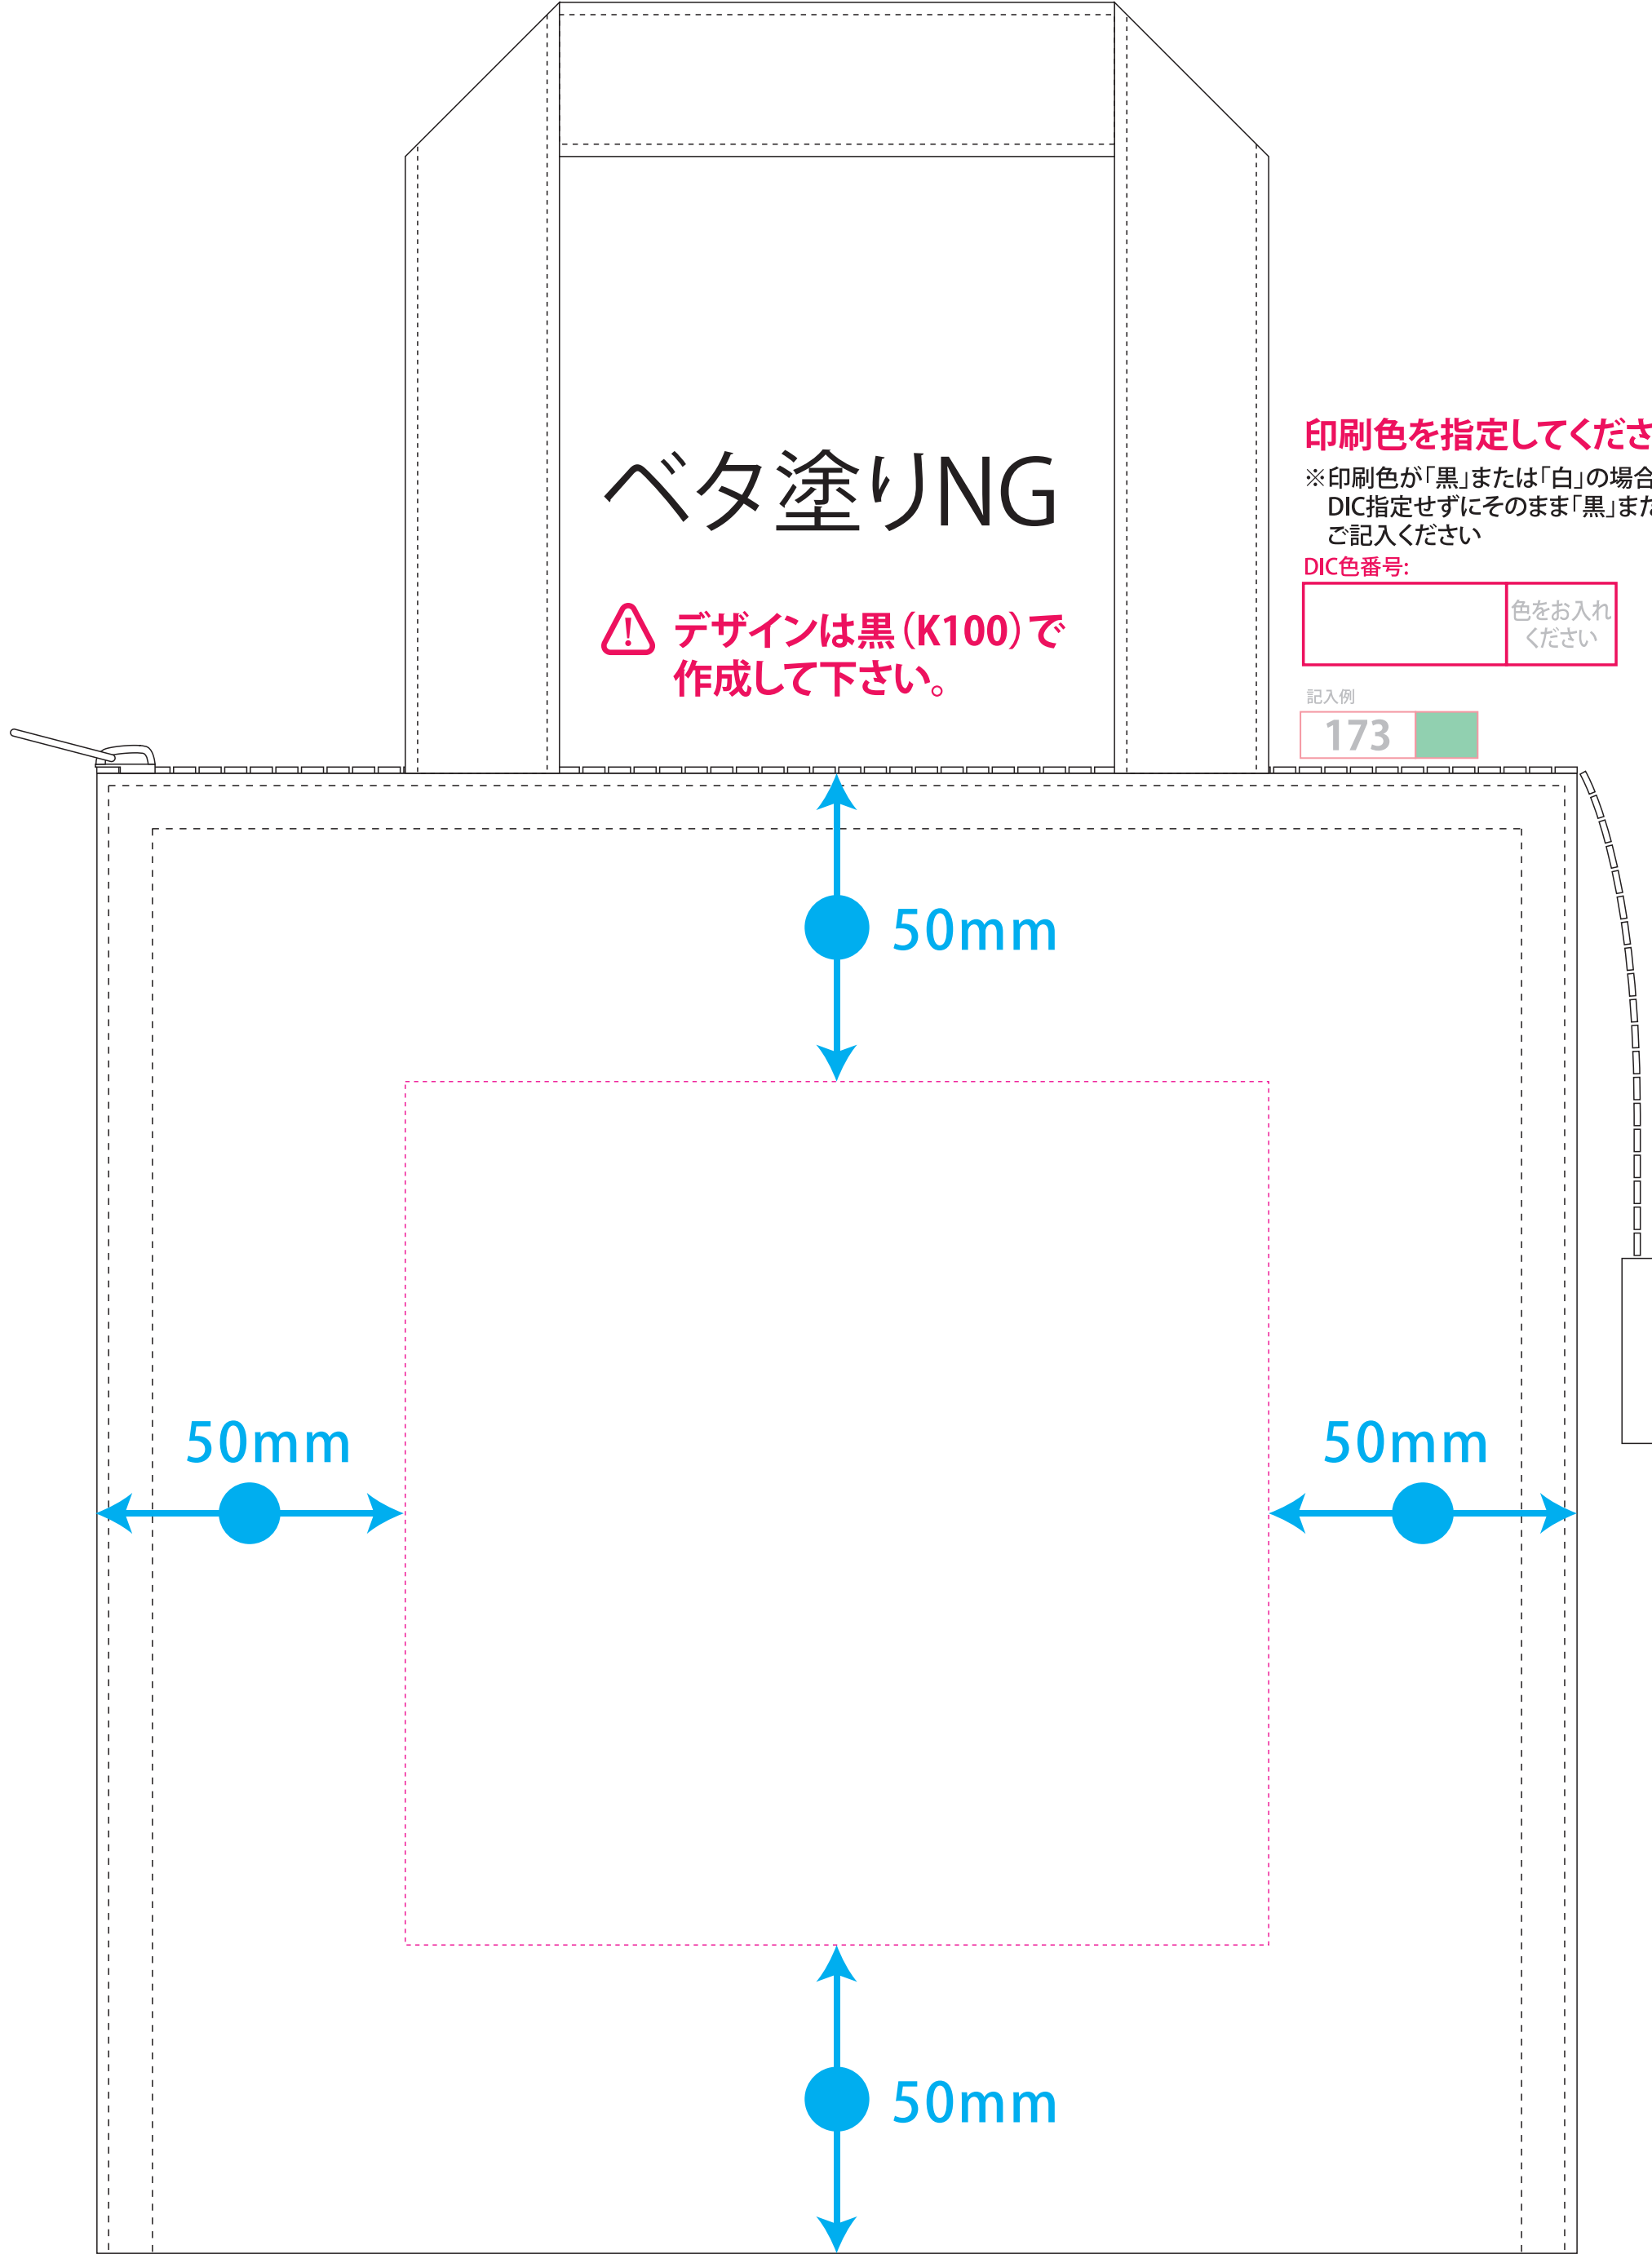 ベタ塗りNG
デザインは黒（K100）で
作成して下さい。
印刷色を指定してくださ
※印刷色が「黒」または「白」の場合
DIC指定せずにそのまま「黒」また
ご記入ください
DIC色番号:
色をお入れ
ください
記入例
173
50mm
50mm
50mm
50mm